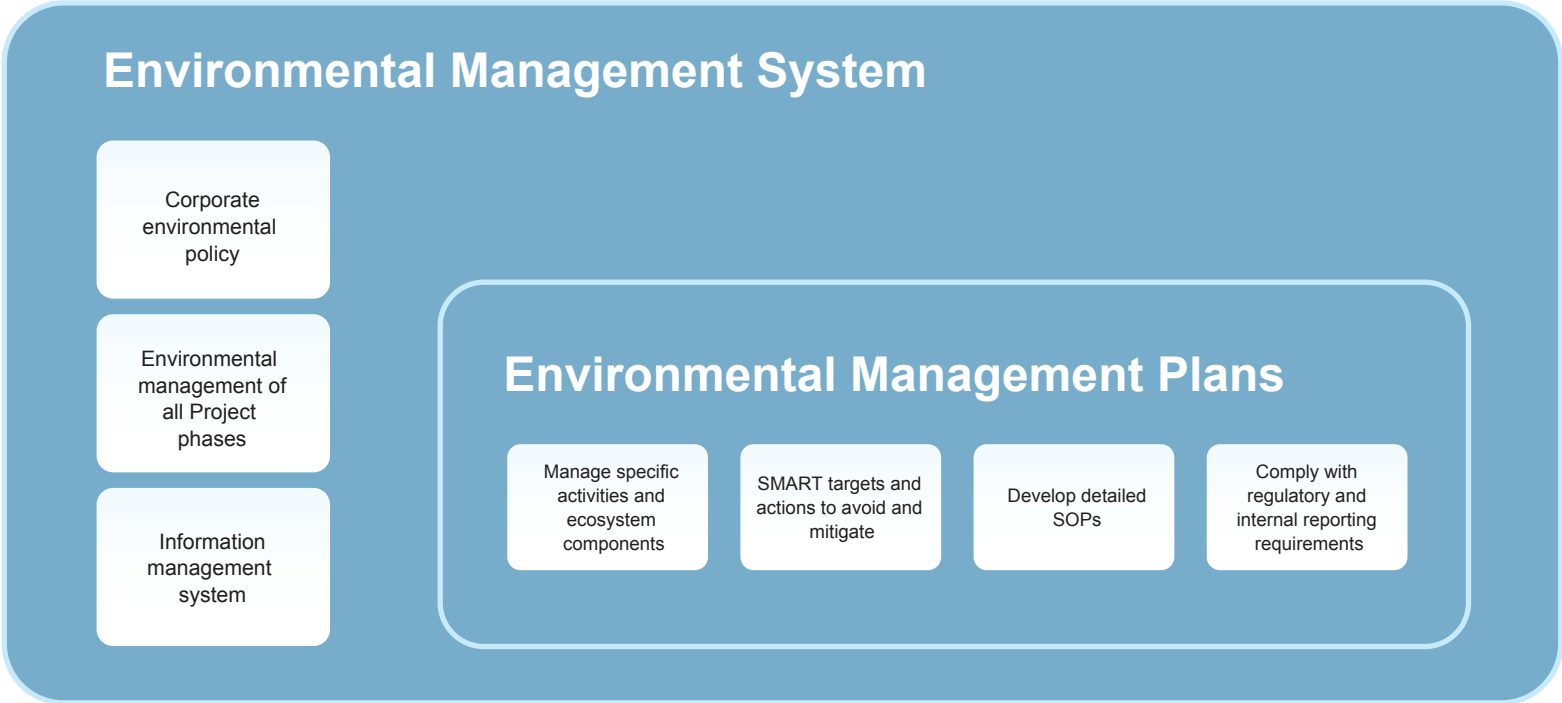 Environmental Management System
Corporate
environmental
policy
Environmental
management of
all Project
phases
Information
management
system
Environmental Management Plans
Manage specific
activities and
ecosystem
components
SMART targets and
actions to avoid and
mitigate
Develop detailed
SOPs
Comply with
regulatory and
internal reporting
requirements